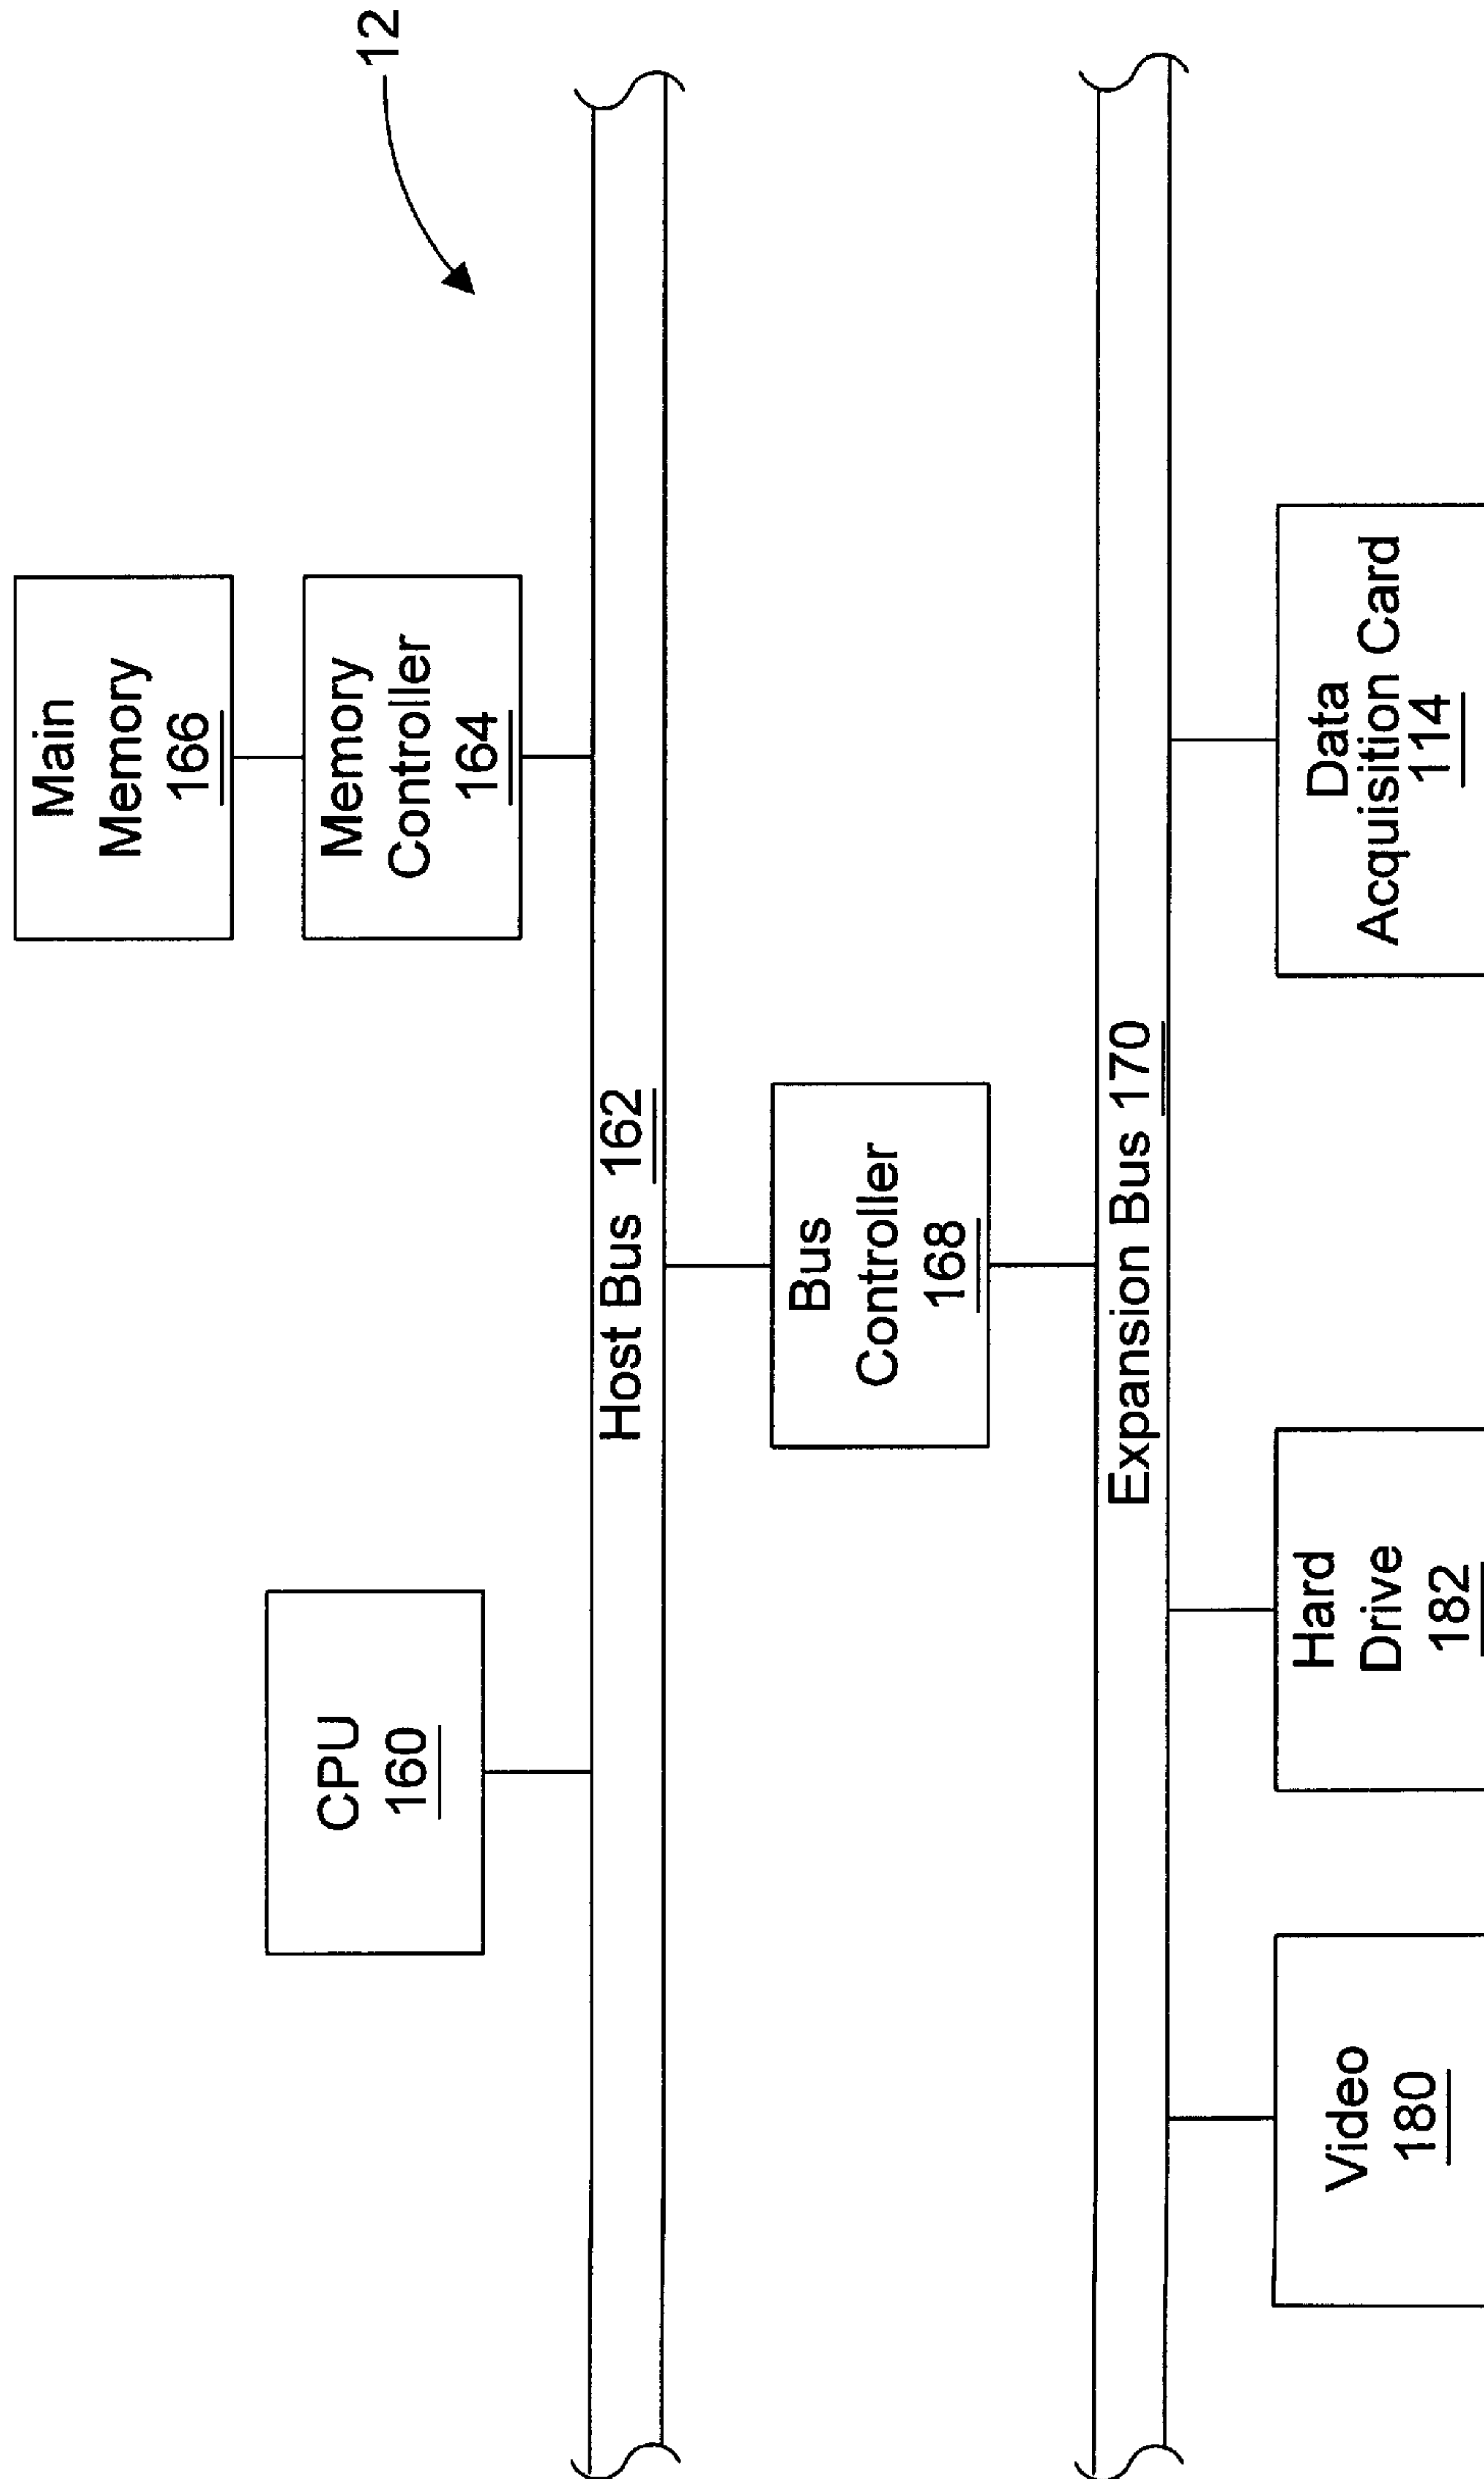 12
Main
Memory
166
CPU
160
Memory
Controller
164
Host Bus 162
Bus
Controller
168
Expansion Bus 170
Video
180
Hard
Drive
182
Data
Acquisition Card
114